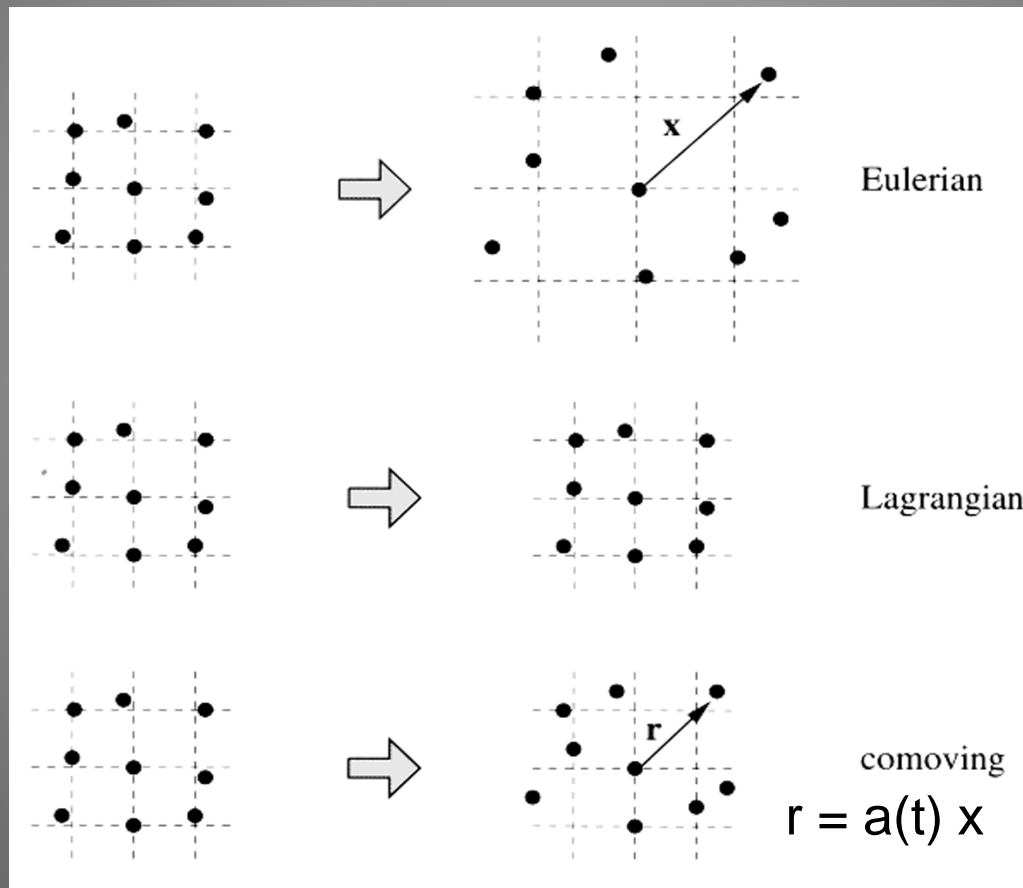 x
Eulerian
Lagrangian
r
comoving
r = a(t) x